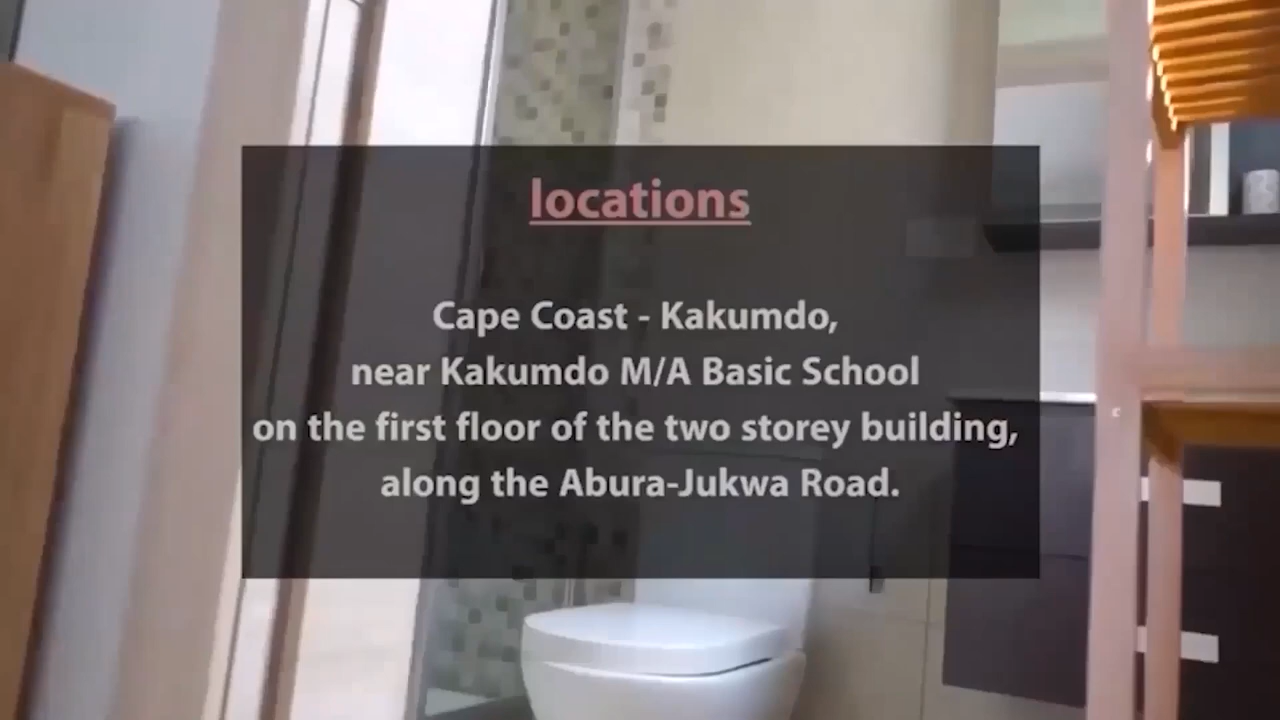 locations
Cape Coast - Kakumdo,
near Kakumdo M/A Basic School
on the first floor of the two storey building,
along the Abura-Jukwa Road.